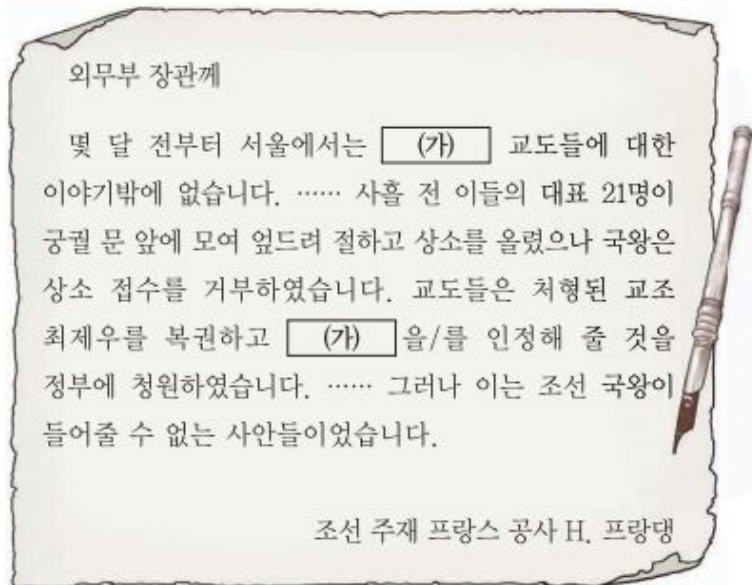 외무부 장관께
몇 달 전부터 서울에서는 (가) 교도들에 대한
이야기밖에 없습니다. …… 사흘 전 이들의 대표 21명이
궁궐 문 앞에 모여 엎드려 절하고 상소를 올렸으나 국왕은
상소 접수를 거부하였습니다. 교도들은 처형된 교조
최제우를 복권하고 (가) 을/를 인정해 줄 것을
정부에 청원하였습니다. …… 그러나 이는 조선 국왕이
들어줄 수 없는 사안들이었습니다.
조선 주재 프랑스 공사 H. 프랑댕